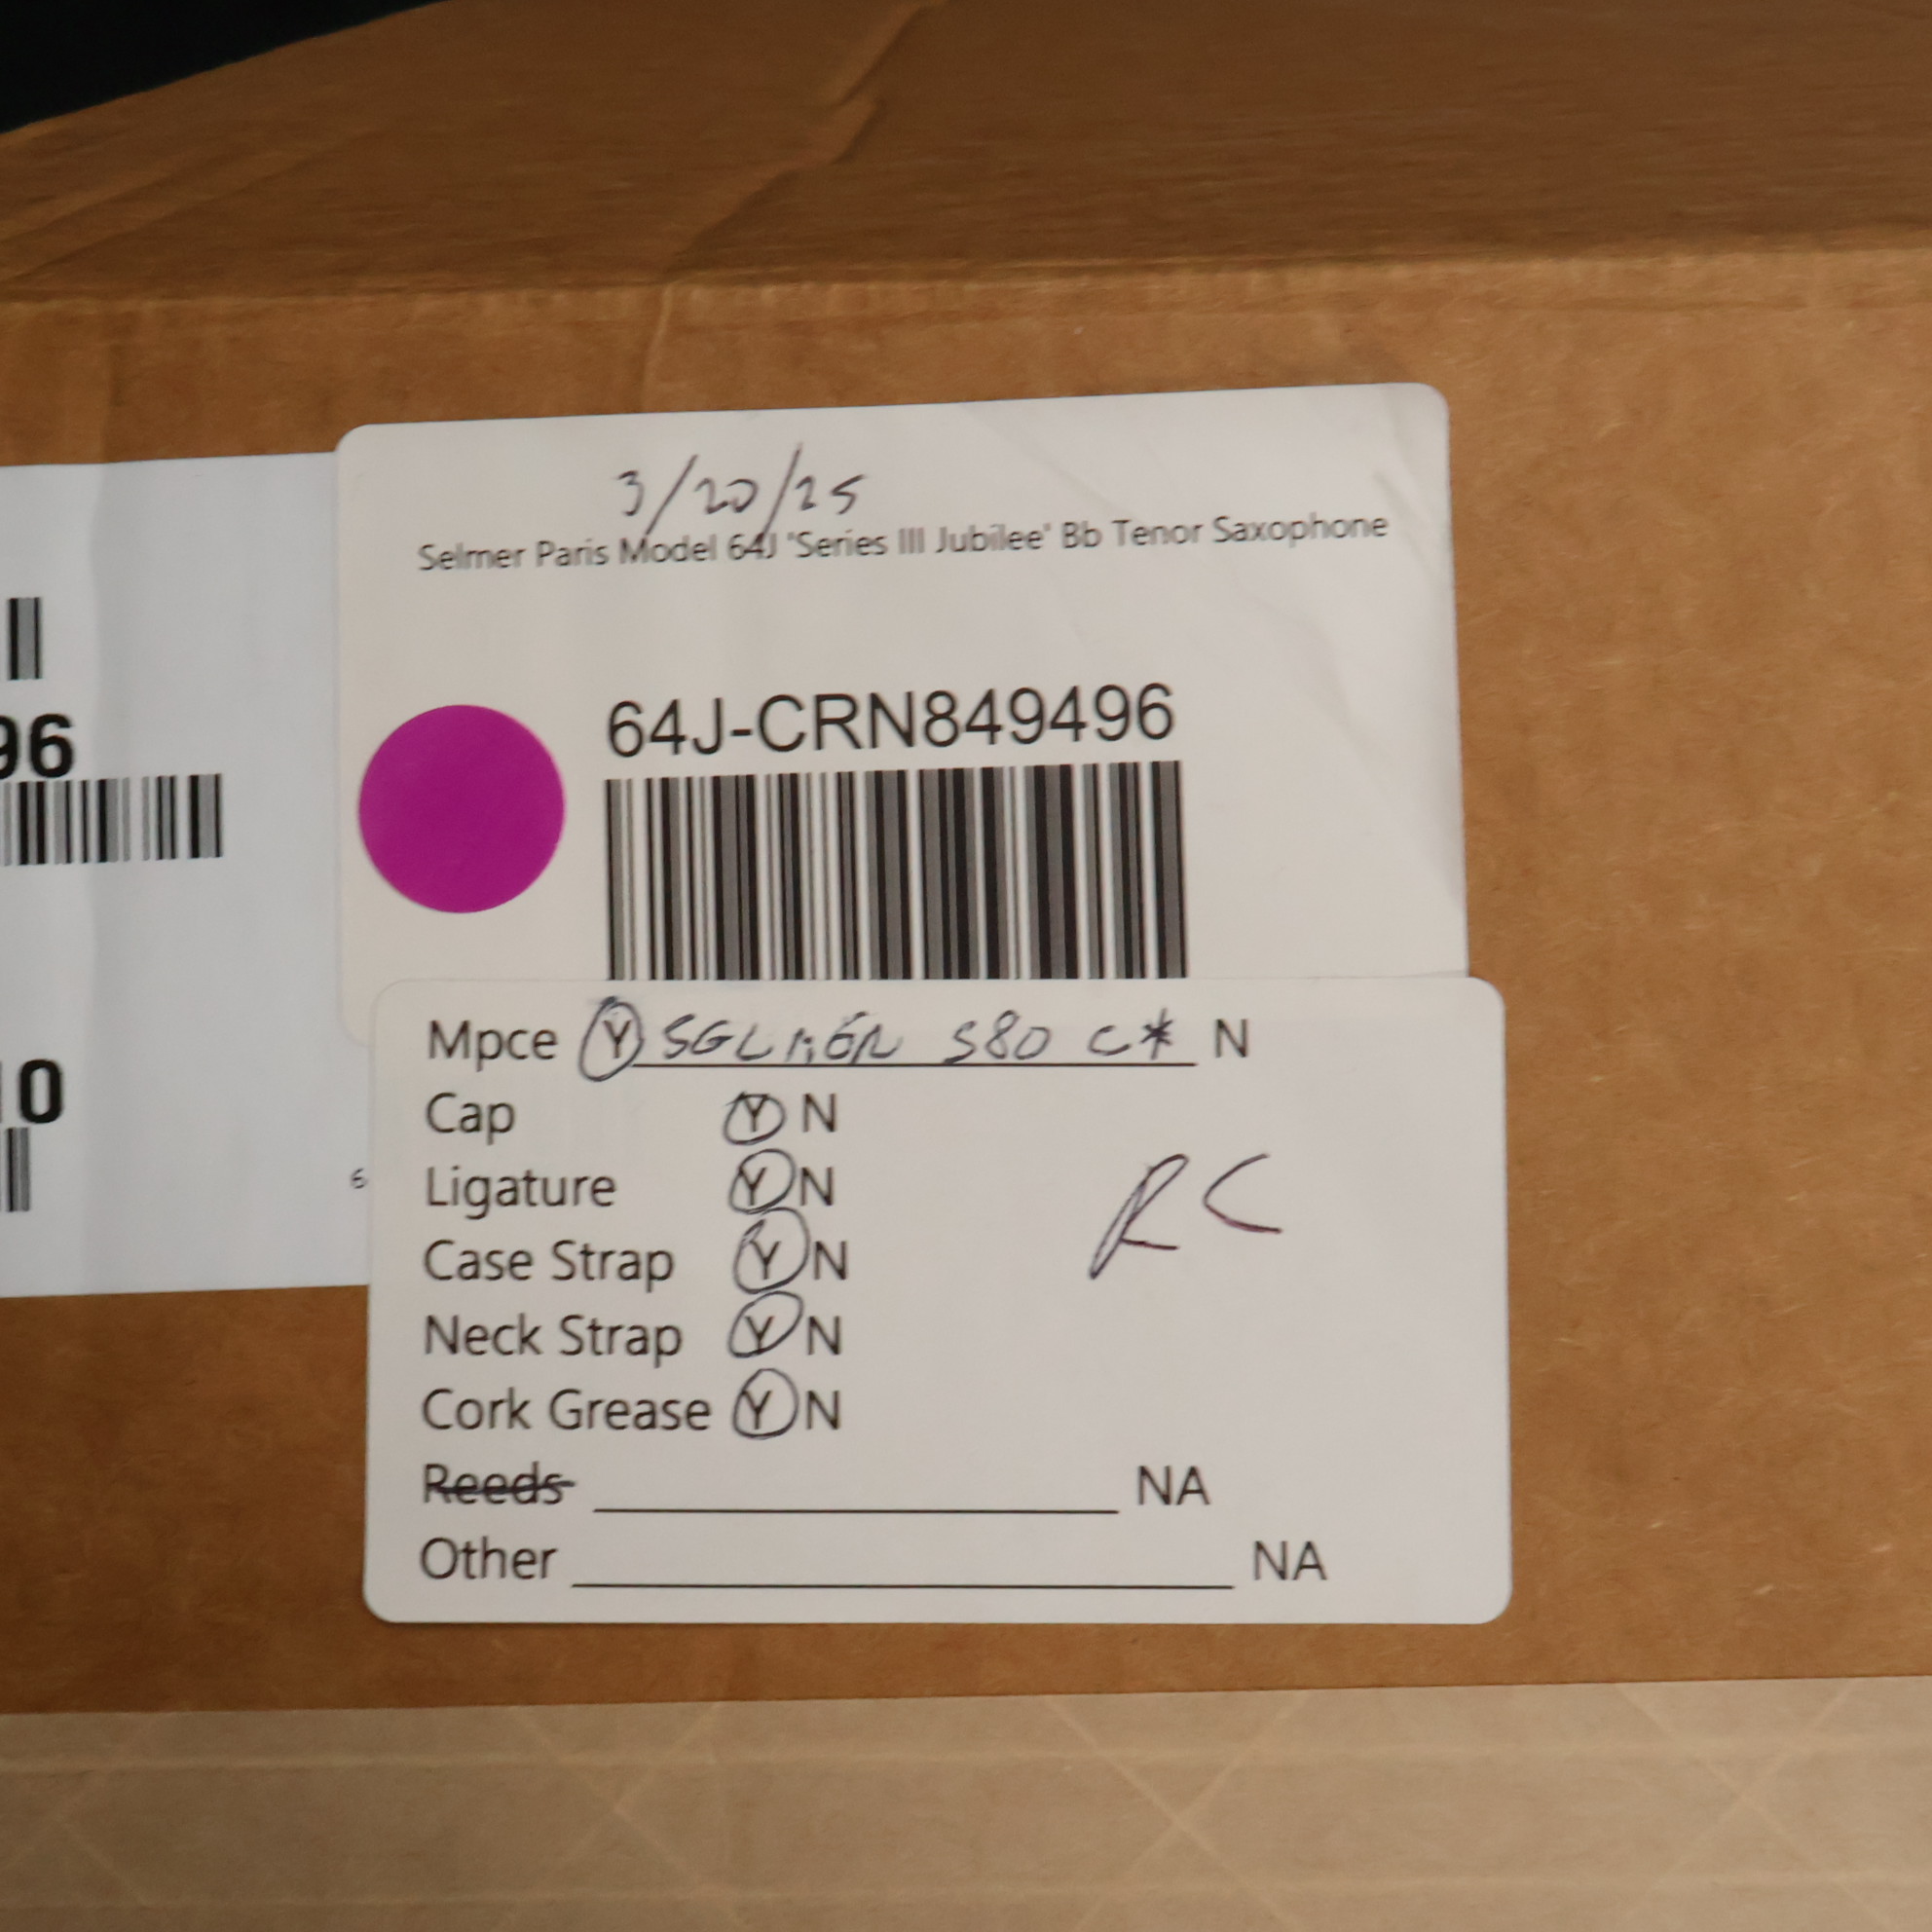 3/20/25
Selmer Paris Model 64J 'Series III Jubilee' Bb Tenor Saxophone
96
64J-CRN849496
10
6
Mpce Y SELMER S80 C* N
Cap Y N
Ligature Y N
Case Strap Y N
Neck Strap Y N
Cork Grease Y N
RC
Reeds NA
Other NA